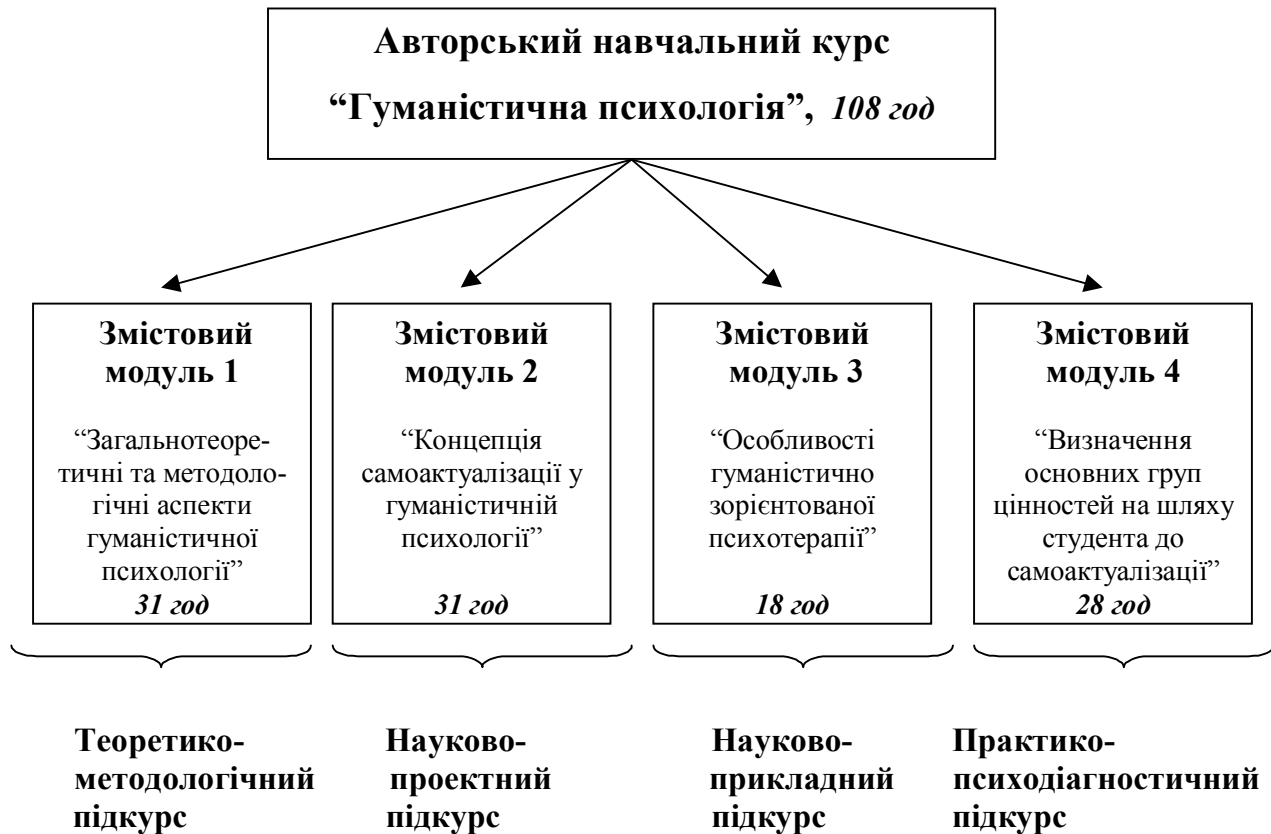 Авторський навчальний курс
“Гуманістична психологія”, 108 год
Змістовий
модуль 1
“Загальнотеоре-
тичні та методоло-
гічні аспекти
гуманістичної
психології”
31 год
Змістовий
модуль 2
“Концепція
самоактуалізації у
гуманістичній
психології”
31 год
Змістовий
модуль 3
“Особливості
гуманістично
зорієнтованої
психотерапії”
18 год
Змістовий
модуль 4
“Визначення
основних груп
цінностей на шляху
студента до
самоактуалізації”
28 год
Теоретико-
методологічний
підкурс
Науково-
проектний
підкурс
Науково-
прикладний
підкурс
Практико-
психодіагностичний
підкурс